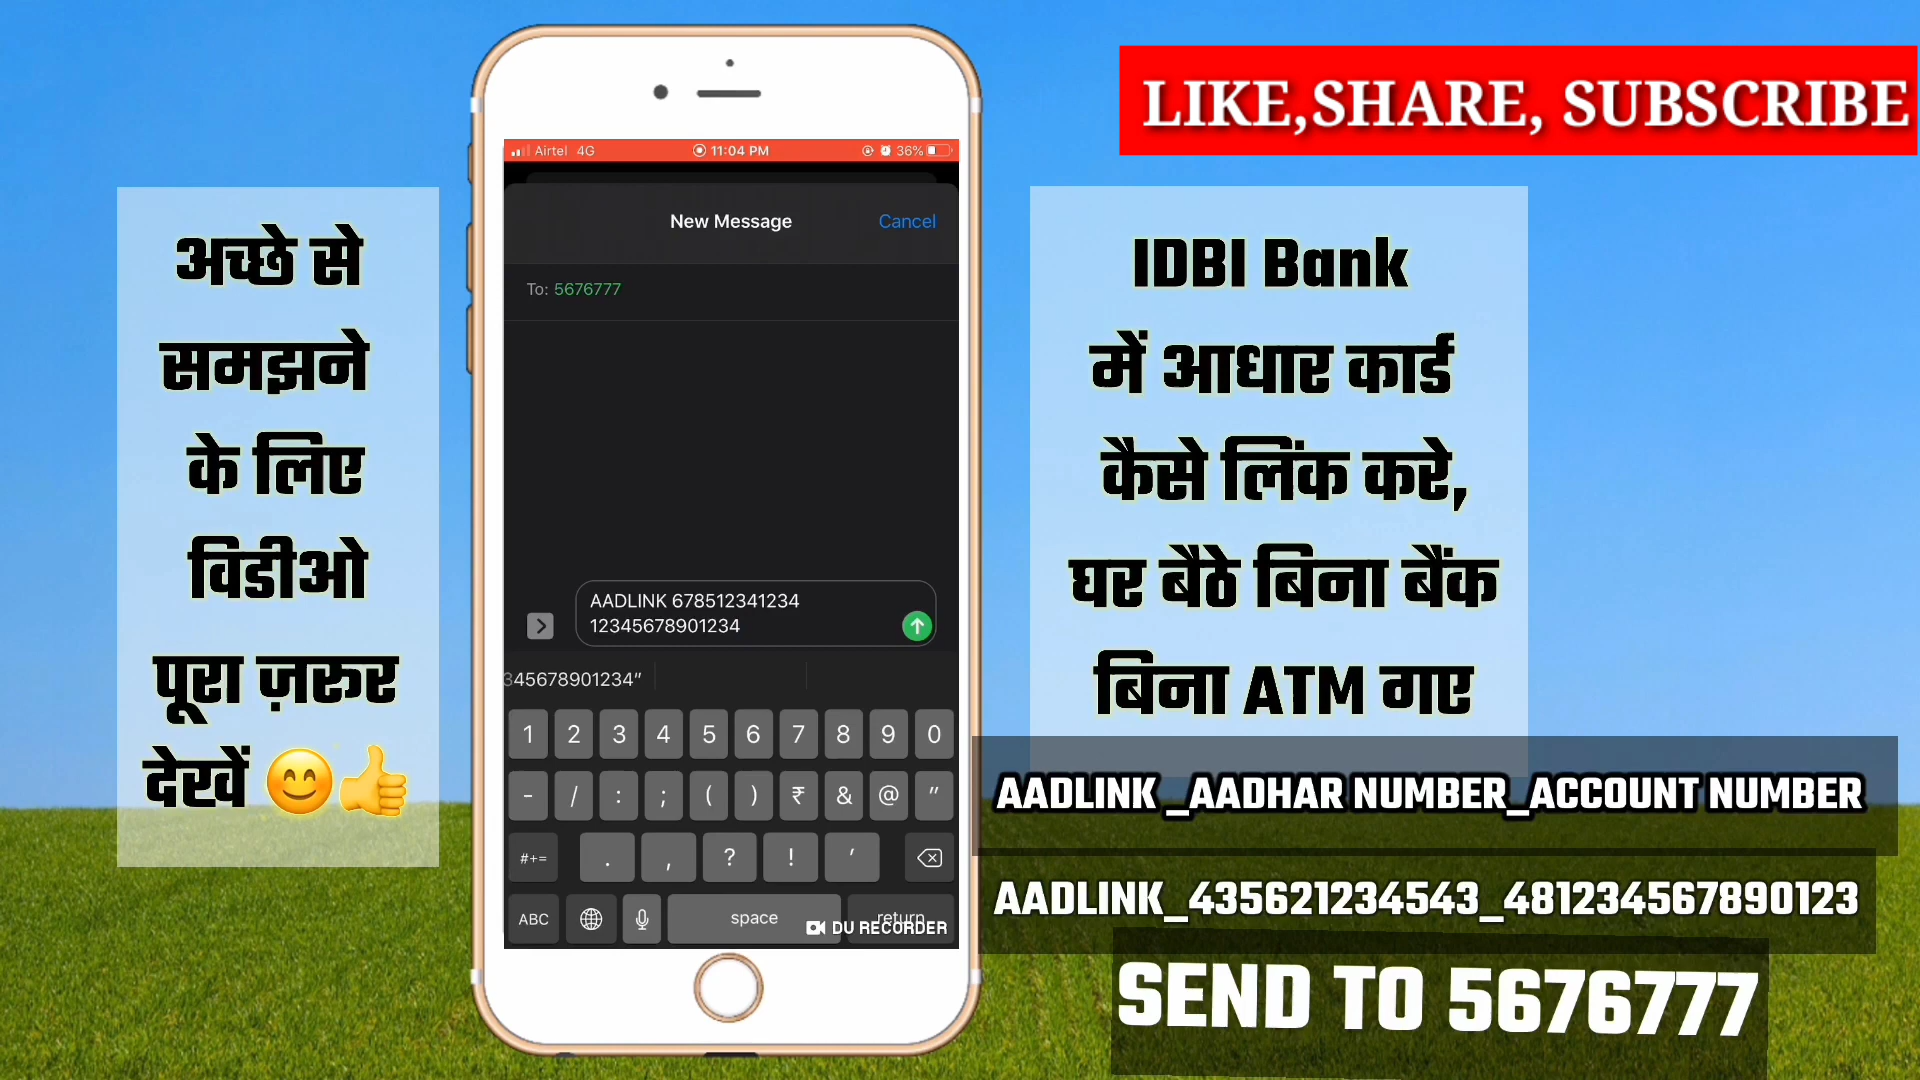 LIKE,SHARE, SUBSCRIBE
अच्छे से
समझने
के लिए
विडीओ
पूरा ज़रूर
देखें 😊👍
Airtel 4G 11:04 PM 36%
New Message Cancel
To: 5676777
AADLINK 678512341234
12345678901234
345678901234"
1 2 3 4 5 6 7 8 9 0
- / : ; ( ) ₹ & @ "
#+= . , ? ! '
ABC space return
DU RECORDER
IDBI Bank
में आधार कार्ड
कैसे लिंक करे,
घर बैठे बिना बैंक
बिना ATM गए
AADLINK _AADHAR NUMBER_ACCOUNT NUMBER
AADLINK_435621234543_481234567890123
SEND TO 5676777